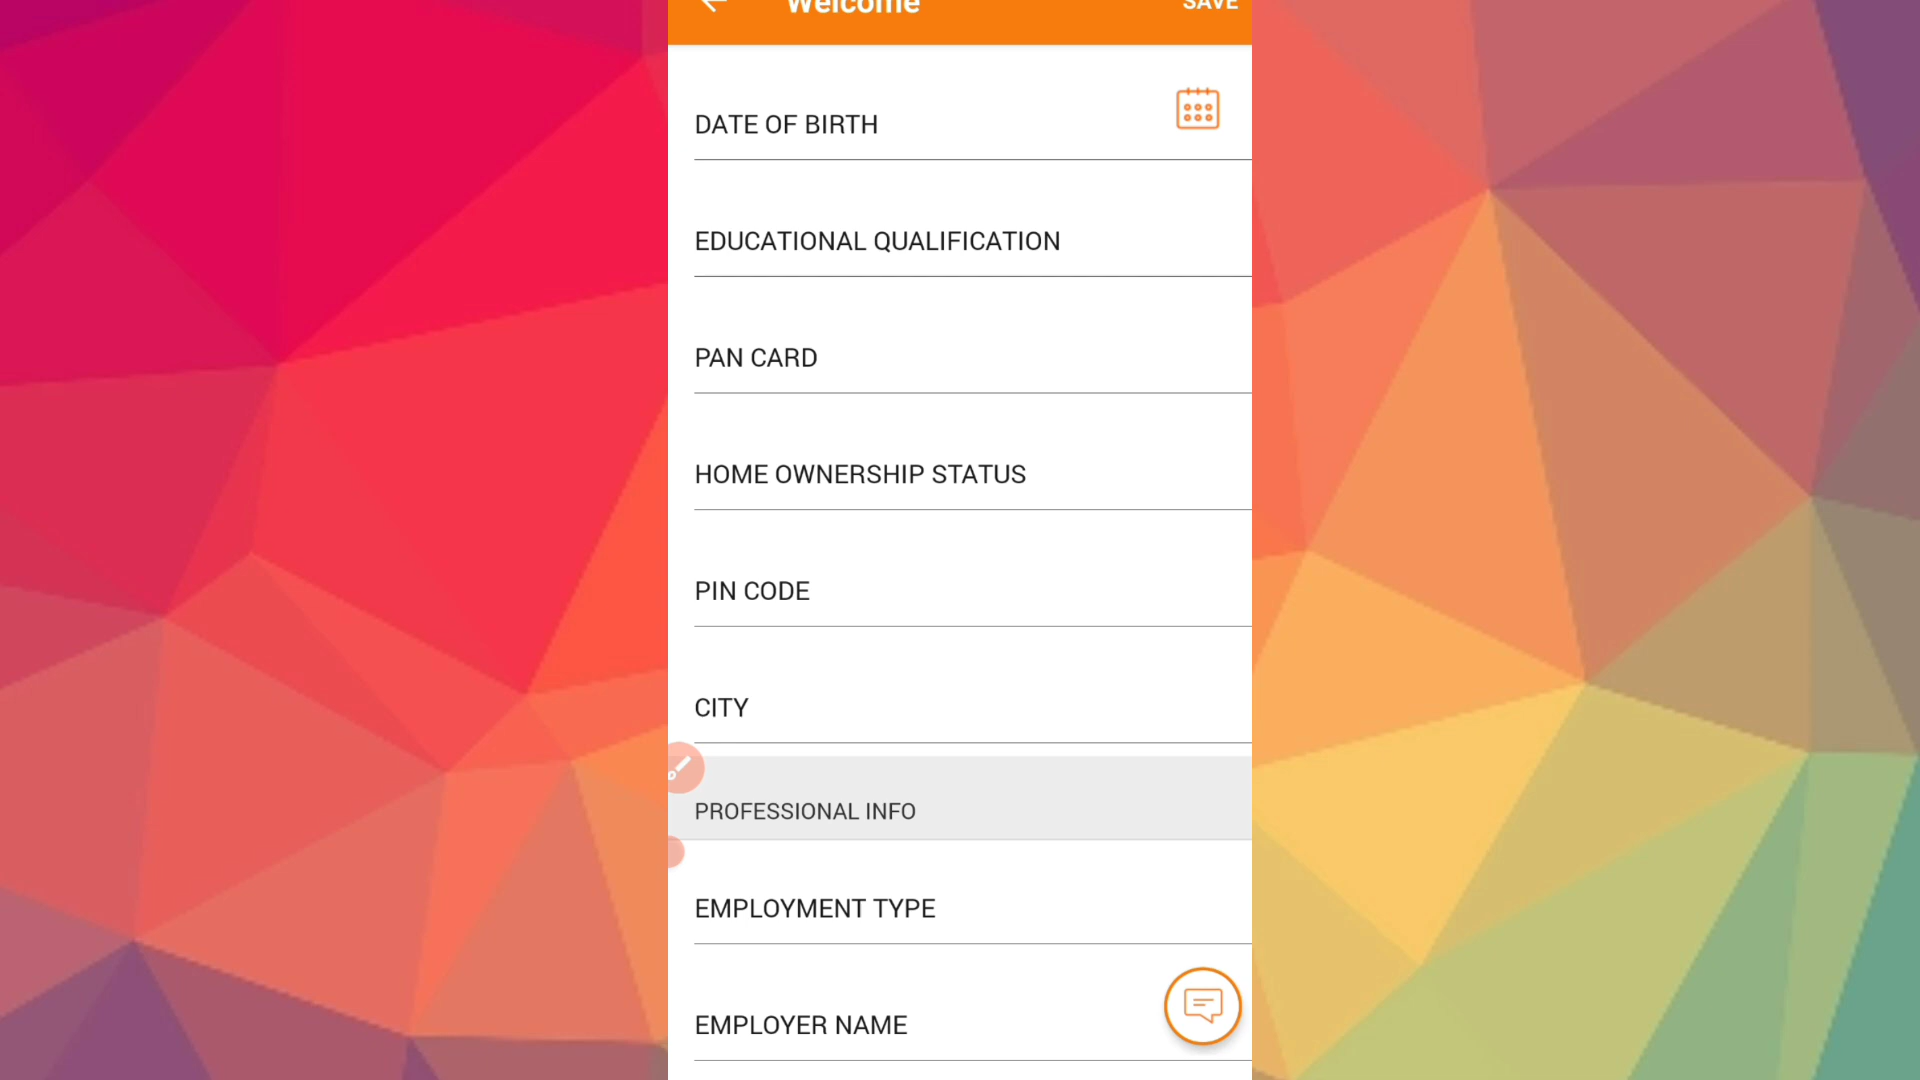 Welcome
SAVE
DATE OF BIRTH
EDUCATIONAL QUALIFICATION
PAN CARD
HOME OWNERSHIP STATUS
PIN CODE
CITY
PROFESSIONAL INFO
EMPLOYMENT TYPE
EMPLOYER NAME